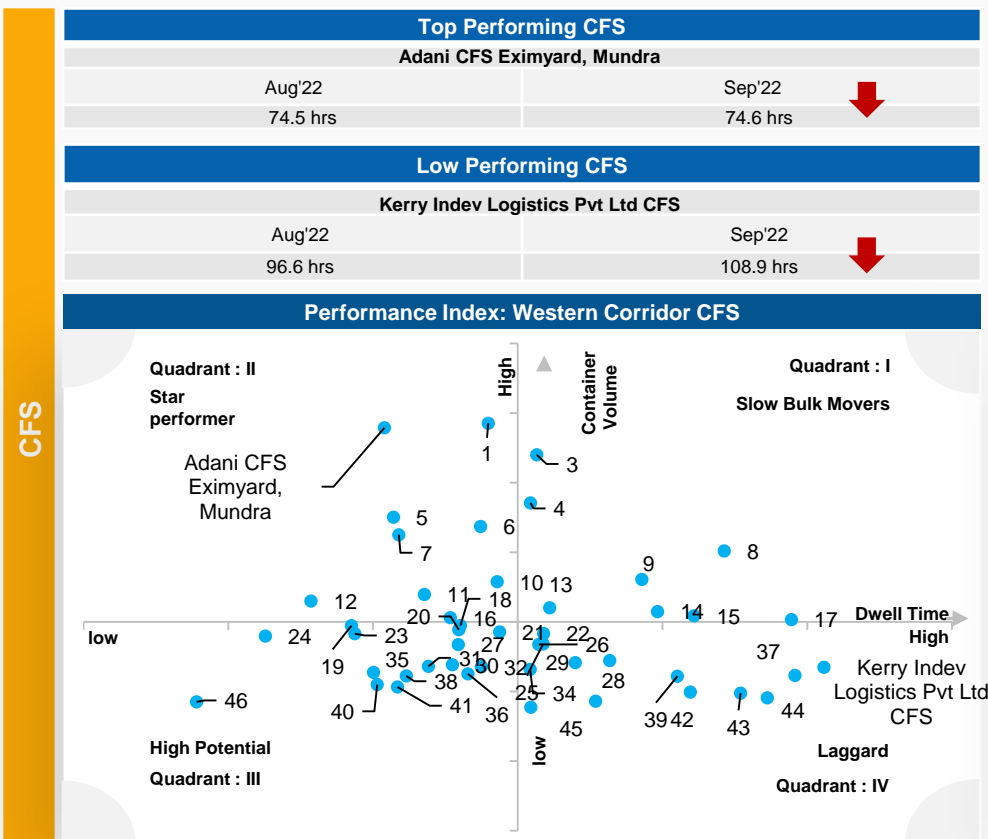 CFS
Top Performing CFS
Adani CFS Eximyard, Mundra
Aug'22
Sep'22
74.5 hrs
74.6 hrs
Low Performing CFS
Kerry Indev Logistics Pvt Ltd CFS
Aug'22
Sep'22
96.6 hrs
108.9 hrs
Performance Index: Western Corridor CFS
Quadrant : II
Star
performer
High
Container
Volume
Quadrant : I
Slow Bulk Movers
Adani CFS
Eximyard,
Mundra
1
3
4
5
6
7
8
9
10
13
11
18
12
20
16
14
15
17
Dwell Time
High
low
24
19
23
27
21
22
26
35
31
30
32
29
28
37
38
25
34
40
41
36
45
39
42
43
44
46
Kerry Indev
Logistics Pvt Ltd
CFS
low
High Potential
Quadrant : III
Laggard
Quadrant : IV